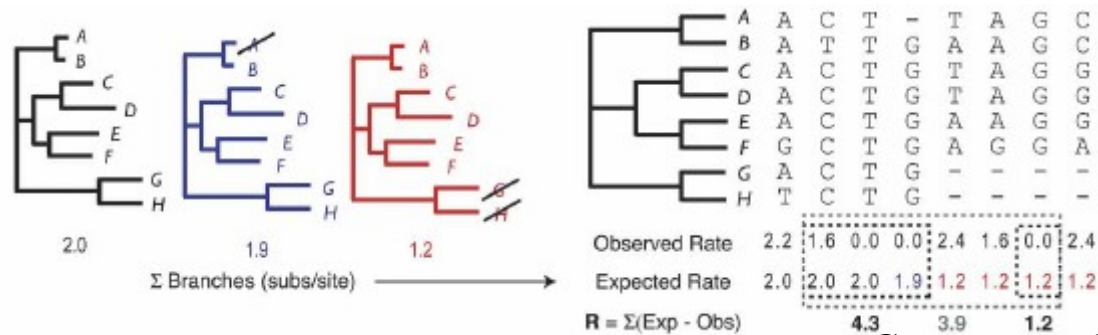 A
B
C
D
E
F
G
H
2.0
A
B
C
D
E
F
G
H
1.9
A
B
C
D
E
F
G
H
1.2
Σ Branches (subs/site)
A A C T - T A G C
B A T T G A A G C
C A C T G T A G G
D A C T G T A G G
E A C T G A A G G
F G C T G A G G A
G A C T G - - - -
H T C T G - - - -
Observed Rate 2.2 1.6 0.0 0.0 2.4 1.6 0.0 2.4
Expected Rate 2.0 2.0 2.0 1.9 1.2 1.2 1.2 1.2
R = Σ(Exp - Obs) 4.3 3.9 1.2